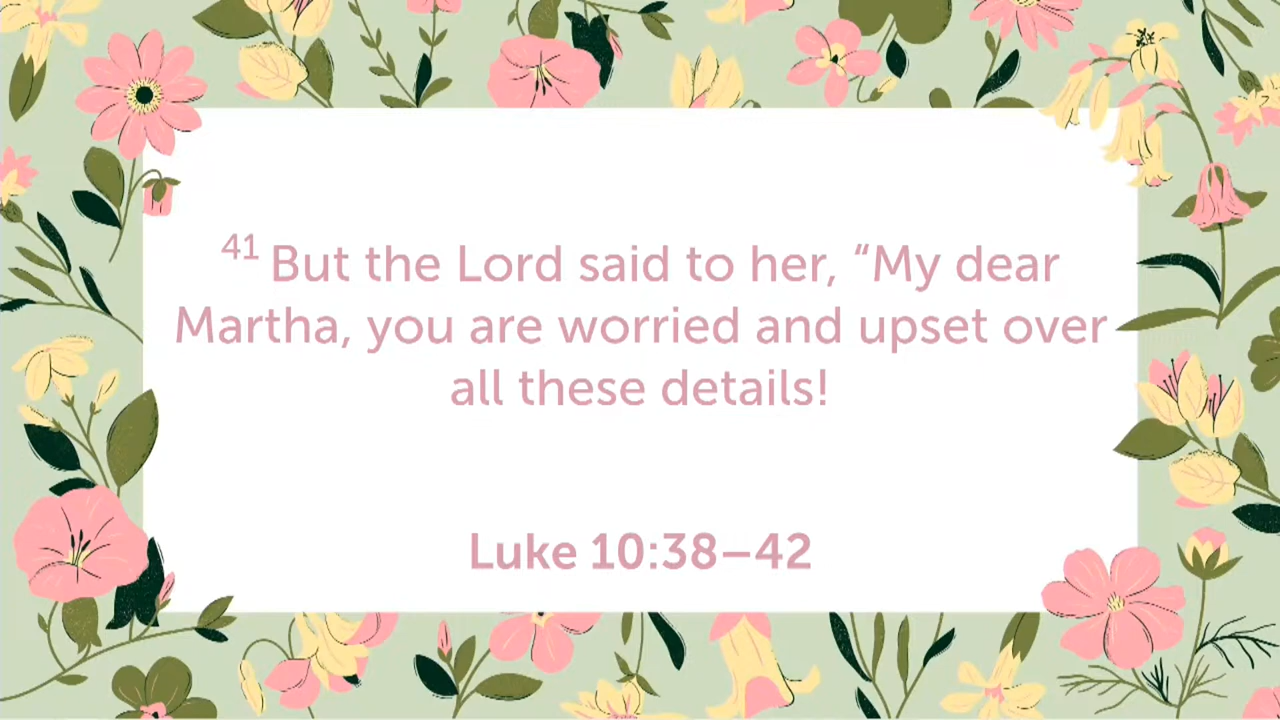 41 But the Lord said to her, “My dear
Martha, you are worried and upset over
all these details!
Luke 10:38–42